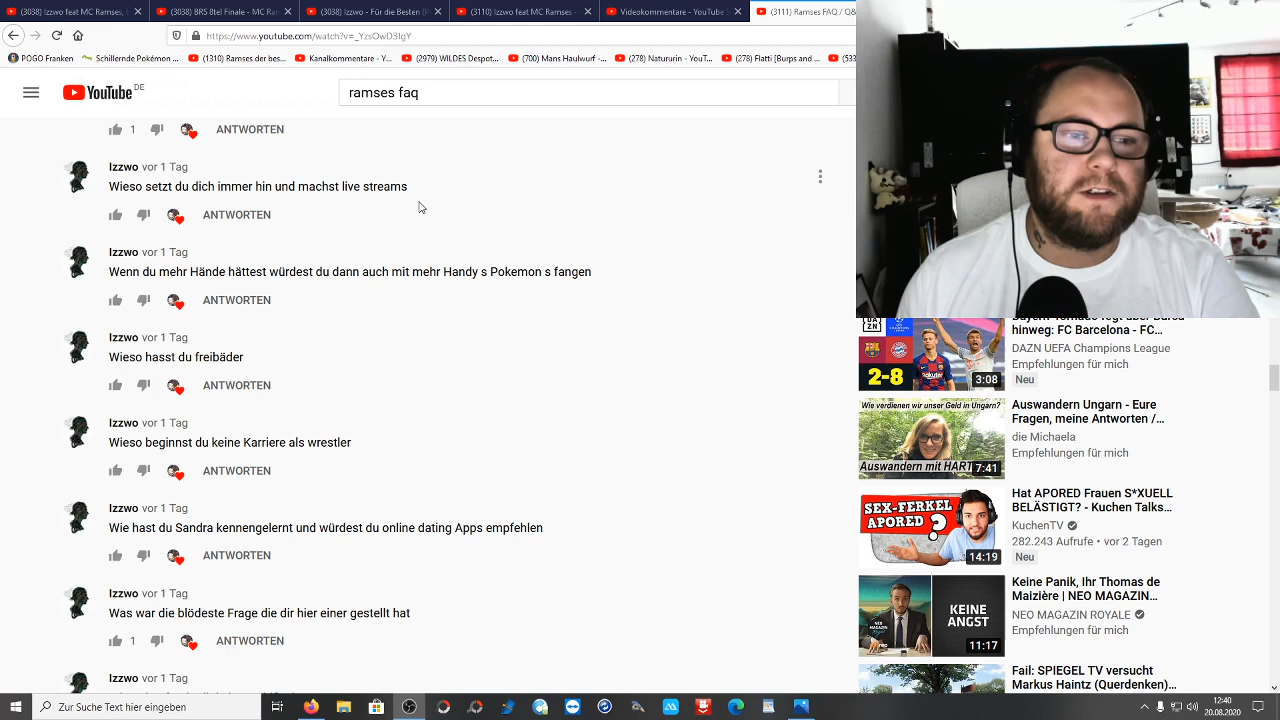 (3038) Izzwo feat MC Ramses,
(3038) BRS 8tel Finale - MC Ra
(3038) Izzwo - Für die Besten [P
(3110) Izzwo feat MC Ramses -
Videokommentare - YouTube S
(3111) Ramses FAQ / Q&
https://www.youtube.com/watch?v=_YzsOwD3IgY
POGO Franken
Schillernde Pokémon ...
(1310) Ramses der bes...
Kanalkommentare - Y...
(2979) WILDES Despot...
(700) Maos Haulwurf - ...
(278) Natururin - YouT...
(278) Flatti [Burps and ...
(533
YouTube DE
ramses faq
1 ANTWORTEN
Izzwo vor 1 Tag
Wieso setzt du dich immer hin und machst live streams
ANTWORTEN
Izzwo vor 1 Tag
Wenn du mehr Hände hättest würdest du dann auch mit mehr Handy s Pokemon s fangen
ANTWORTEN
Izzwo vor 1 Tag
Wieso hasst du freibäder
ANTWORTEN
Izzwo vor 1 Tag
Wieso beginnst du keine Karriere als wrestler
ANTWORTEN
Izzwo vor 1 Tag
Wie hast du Sandra kennengelernt und würdest du online dating Apps empfehlen
ANTWORTEN
Izzwo vor 1 Tag
Was war die blödeste Frage die dir hier einer gestellt hat
1 ANTWORTEN
Izzwo vor 1 Tag
DAZN
2-8
3:08
hinweg: FC Barcelona - FC...
DAZN UEFA Champions League
Empfehlungen für mich
Neu
Wie verdienen wir unser Geld in Ungarn?
Auswandern mit HART
7:41
Auswandern Ungarn - Eure
Fragen, meine Antworten /...
die Michaela
Empfehlungen für mich
SEX-FERKEL
APORED
?
14:19
Hat APORED Frauen S*XUELL
BELÄSTIGT? - Kuchen Talks...
KuchenTV
282.243 Aufrufe • vor 2 Tagen
Neu
NEO
MAGAZIN
KEINE
ANGST
11:17
Keine Panik, Ihr Thomas de
Maizière | NEO MAGAZIN...
NEO MAGAZIN ROYALE
Empfehlungen für mich
Fail: SPIEGEL TV versucht
Markus Haintz (Querdenken)...
Zur Suche Text hier eingeben
12:40
20.08.2020